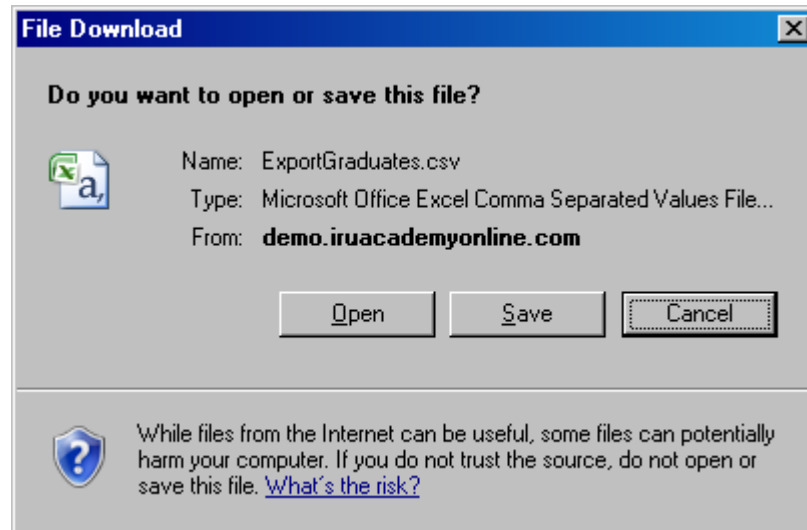 File Download
Do you want to open or save this file?
Name: ExportGraduates.csv
Type: Microsoft Office Excel Comma Separated Values File...
From: demo.iruacademyonline.com
Open Save Cancel
While files from the Internet can be useful, some files can potentially
harm your computer. If you do not trust the source, do not open or
save this file. What's the risk?